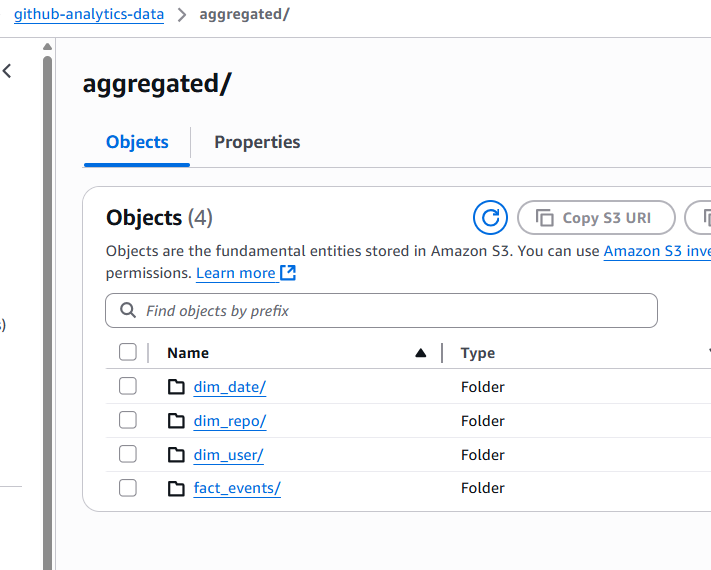 github-analytics-data > aggregated/
aggregated/
Objects
Properties
Objects (4)
Copy S3 URI
Objects are the fundamental entities stored in Amazon S3. You can use Amazon S3 inve
permissions. Learn more
Find objects by prefix
Name
Type
dim_date/ Folder
dim_repo/ Folder
dim_user/ Folder
fact_events/ Folder